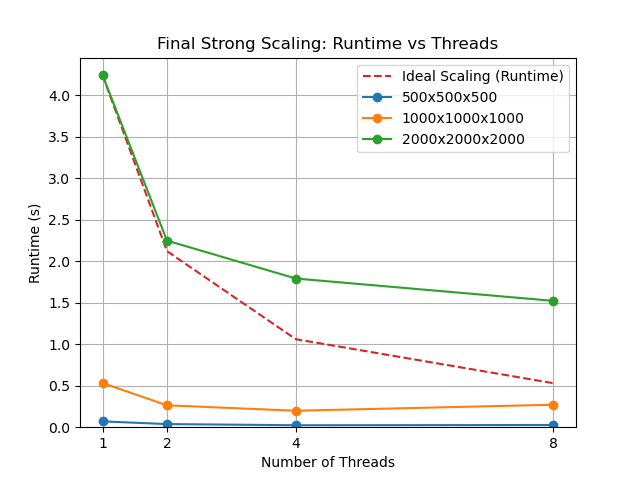 Final Strong Scaling: Runtime vs Threads
Ideal Scaling (Runtime)
500x500x500
1000x1000x1000
2000x2000x2000
4.0
3.5
3.0
2.5
2.0
1.5
1.0
0.5
0.0
Runtime (s)
1 2 4 8
Number of Threads